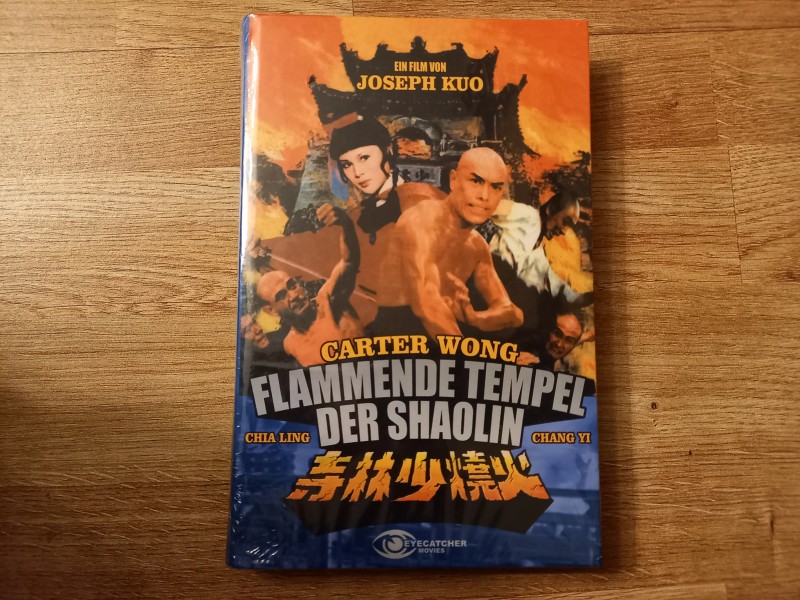 EIN FILM VON
JOSEPH KUO
CARTER WONG
FLAMMENDE TEMPEL
DER SHAOLIN
CHIA LING
CHANG YI
寺林少燒火
EYECATCHER
MOVIES